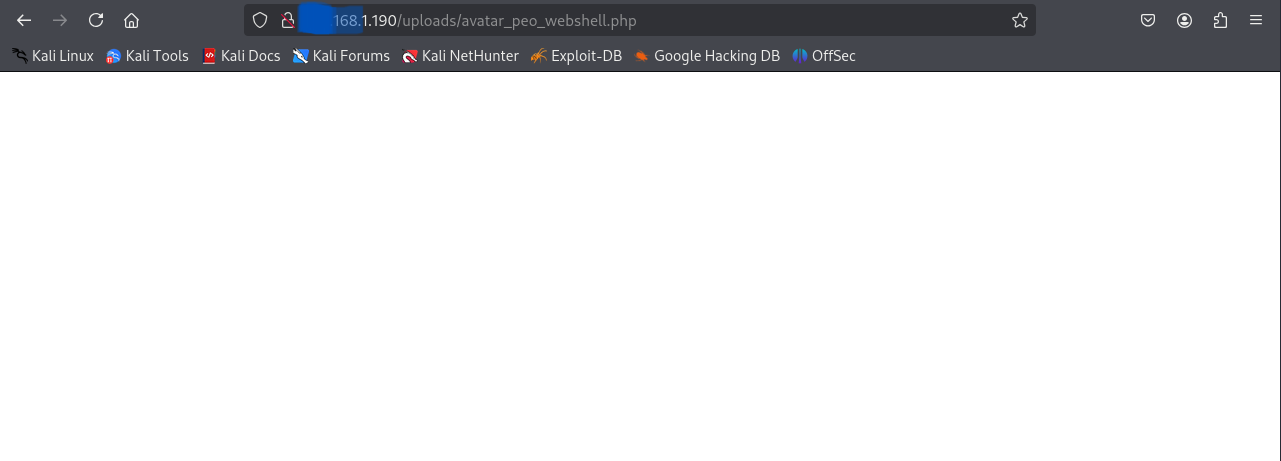 168.1.190/uploads/avatar_peo_webshell.php
Kali Linux Kali Tools Kali Docs Kali Forums Kali NetHunter Exploit-DB Google Hacking DB OffSec